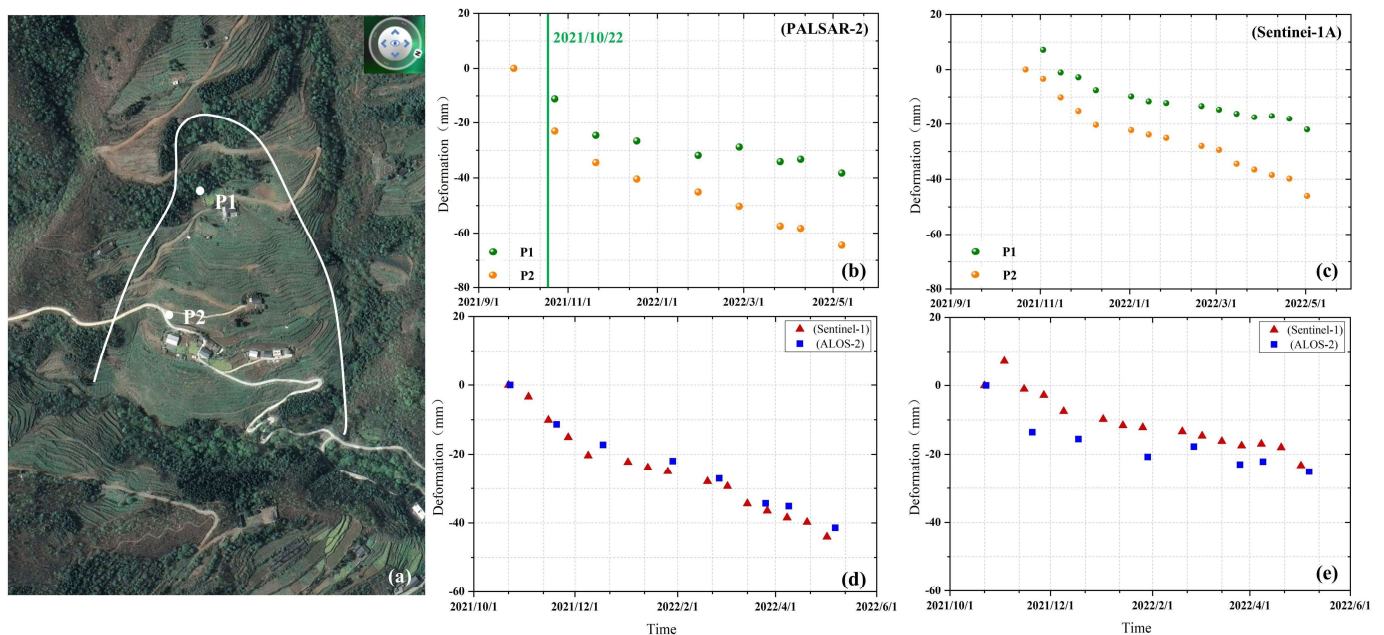 P1
P2
(a)
N
2021/10/22
(PALSAR-2)
20
0
-20
-40
-60
-80
Deformation（mm）
P1
P2
(b)
2021/9/1
2021/11/1
2022/1/1
2022/3/1
2022/5/1
(Sentinei-1A)
20
0
-20
-40
-60
-80
Deformation（mm）
P1
P2
(c)
2021/9/1
2021/11/1
2022/1/1
2022/3/1
2022/5/1
(Sentinel-1)
(ALOS-2)
20
0
-20
-40
-60
Deformation（mm）
(d)
2021/10/1
2021/12/1
2022/2/1
2022/4/1
2022/6/1
Time
(Sentinel-1)
(ALOS-2)
20
0
-20
-40
-60
Deformation（mm）
(e)
2021/10/1
2021/12/1
2022/2/1
2022/4/1
2022/6/1
Time